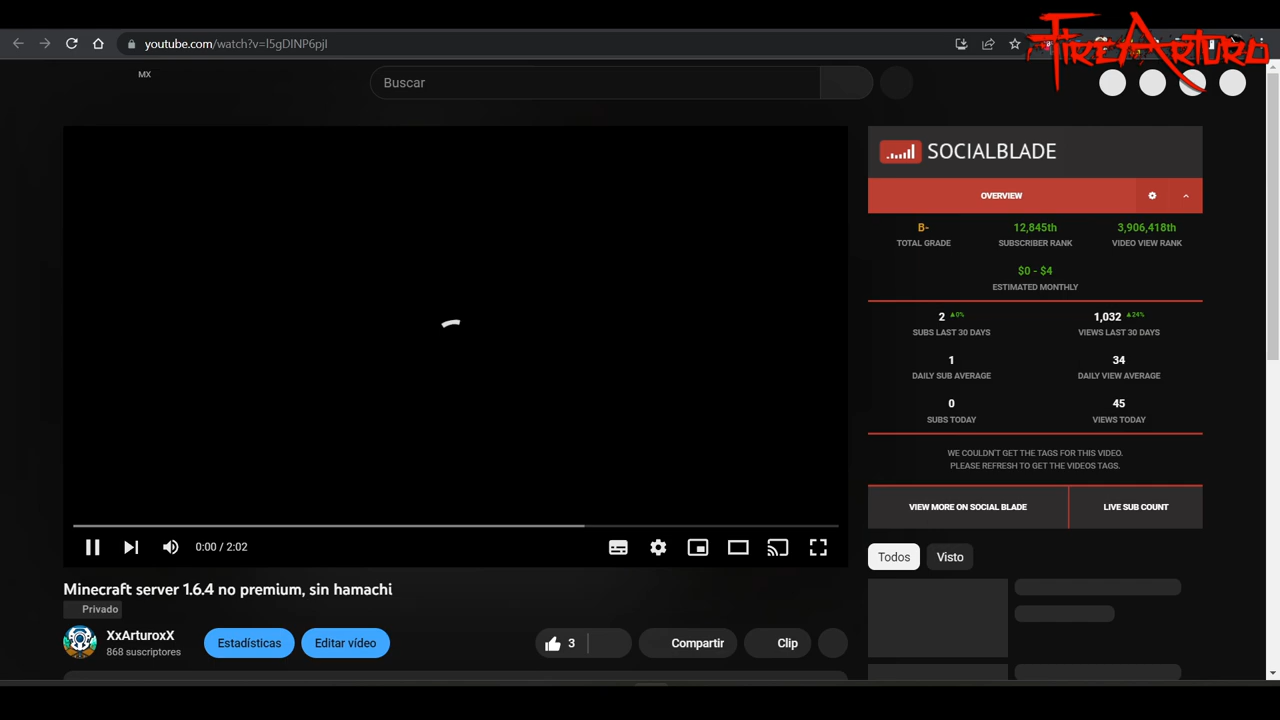 youtube.com/watch?v=I5gDINP6pjI
FireArturo
MX
Buscar
SOCIALBLADE
OVERVIEW
B-
12,845th
3,906,418th
TOTAL GRADE
SUBSCRIBER RANK
VIDEO VIEW RANK
$0 - $4
ESTIMATED MONTHLY
2 ▲0%
1,032 ▲24%
SUBS LAST 30 DAYS
VIEWS LAST 30 DAYS
1
34
DAILY SUB AVERAGE
DAILY VIEW AVERAGE
0
45
SUBS TODAY
VIEWS TODAY
WE COULDN'T GET THE TAGS FOR THIS VIDEO.
PLEASE REFRESH TO GET THE VIDEOS TAGS.
VIEW MORE ON SOCIAL BLADE
LIVE SUB COUNT
Todos
Visto
0:00 / 2:02
Minecraft server 1.6.4 no premium, sin hamachi
Privado
XxArturoxX
868 suscriptores
Estadísticas
Editar vídeo
3
Compartir
Clip